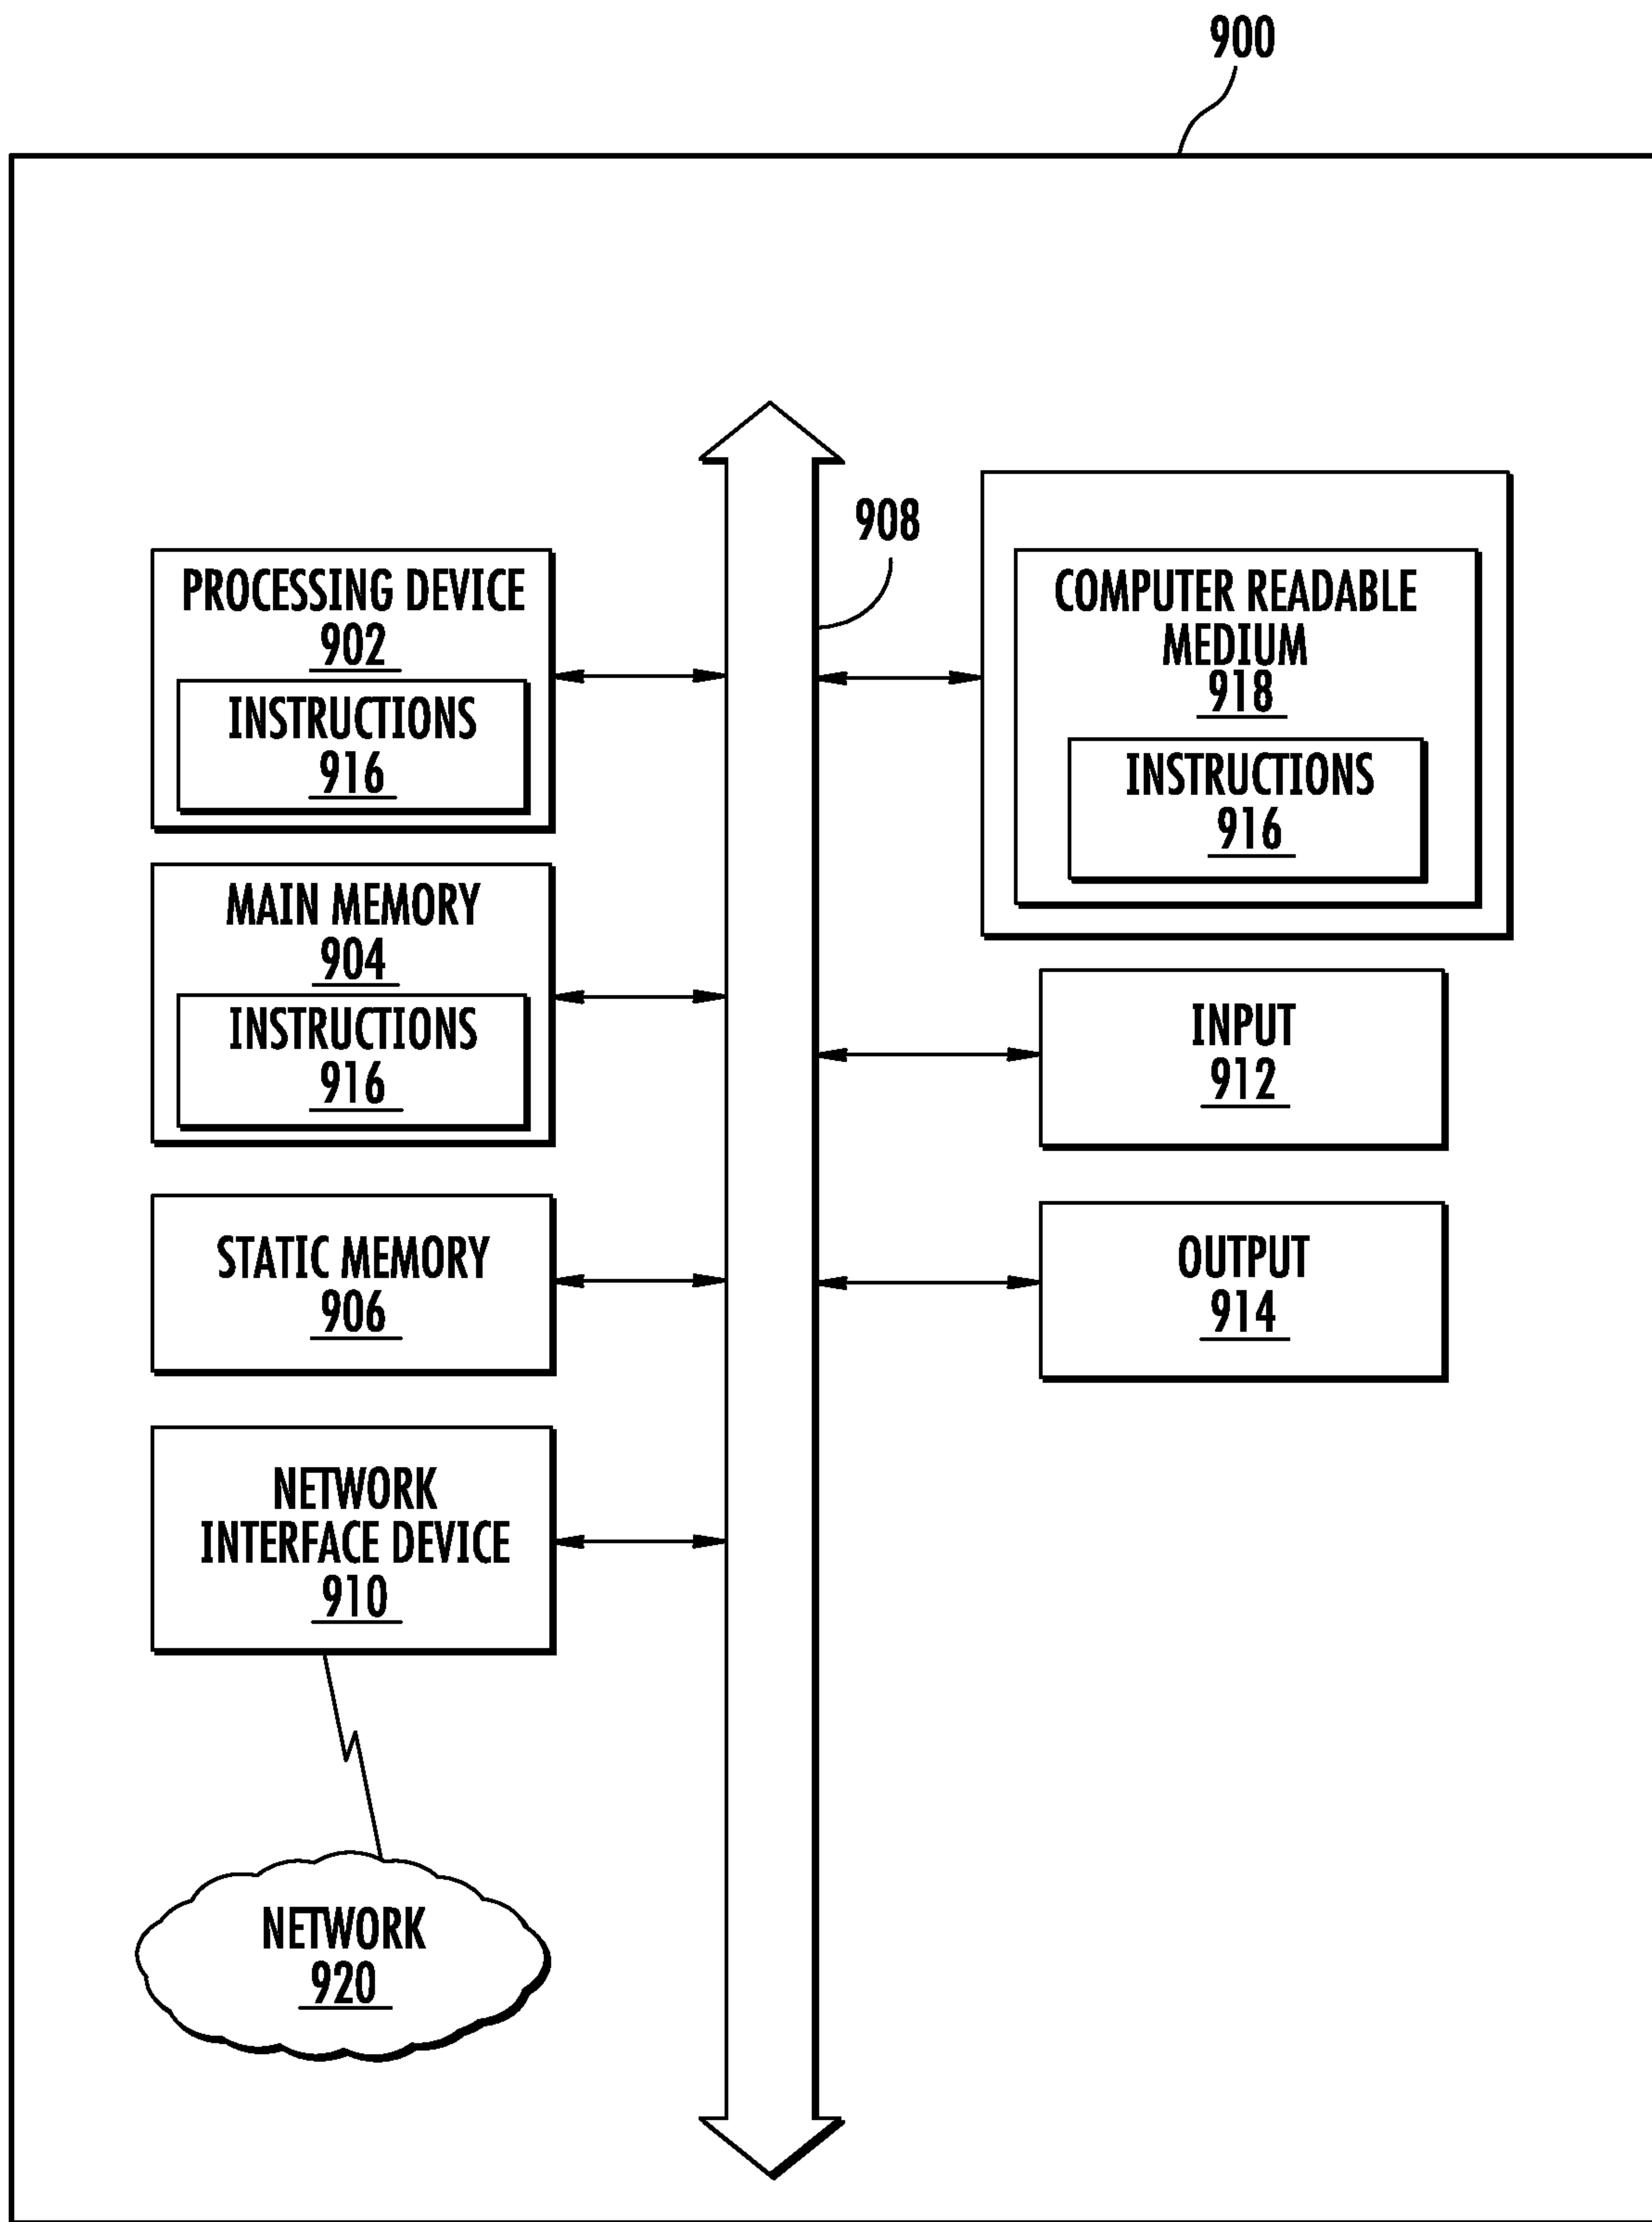 900
908
PROCESSING DEVICE
902
INSTRUCTIONS
916
MAIN MEMORY
904
INSTRUCTIONS
916
STATIC MEMORY
906
NETWORK
INTERFACE DEVICE
910
NETWORK
920
COMPUTER READABLE
MEDIUM
918
INSTRUCTIONS
916
INPUT
912
OUTPUT
914